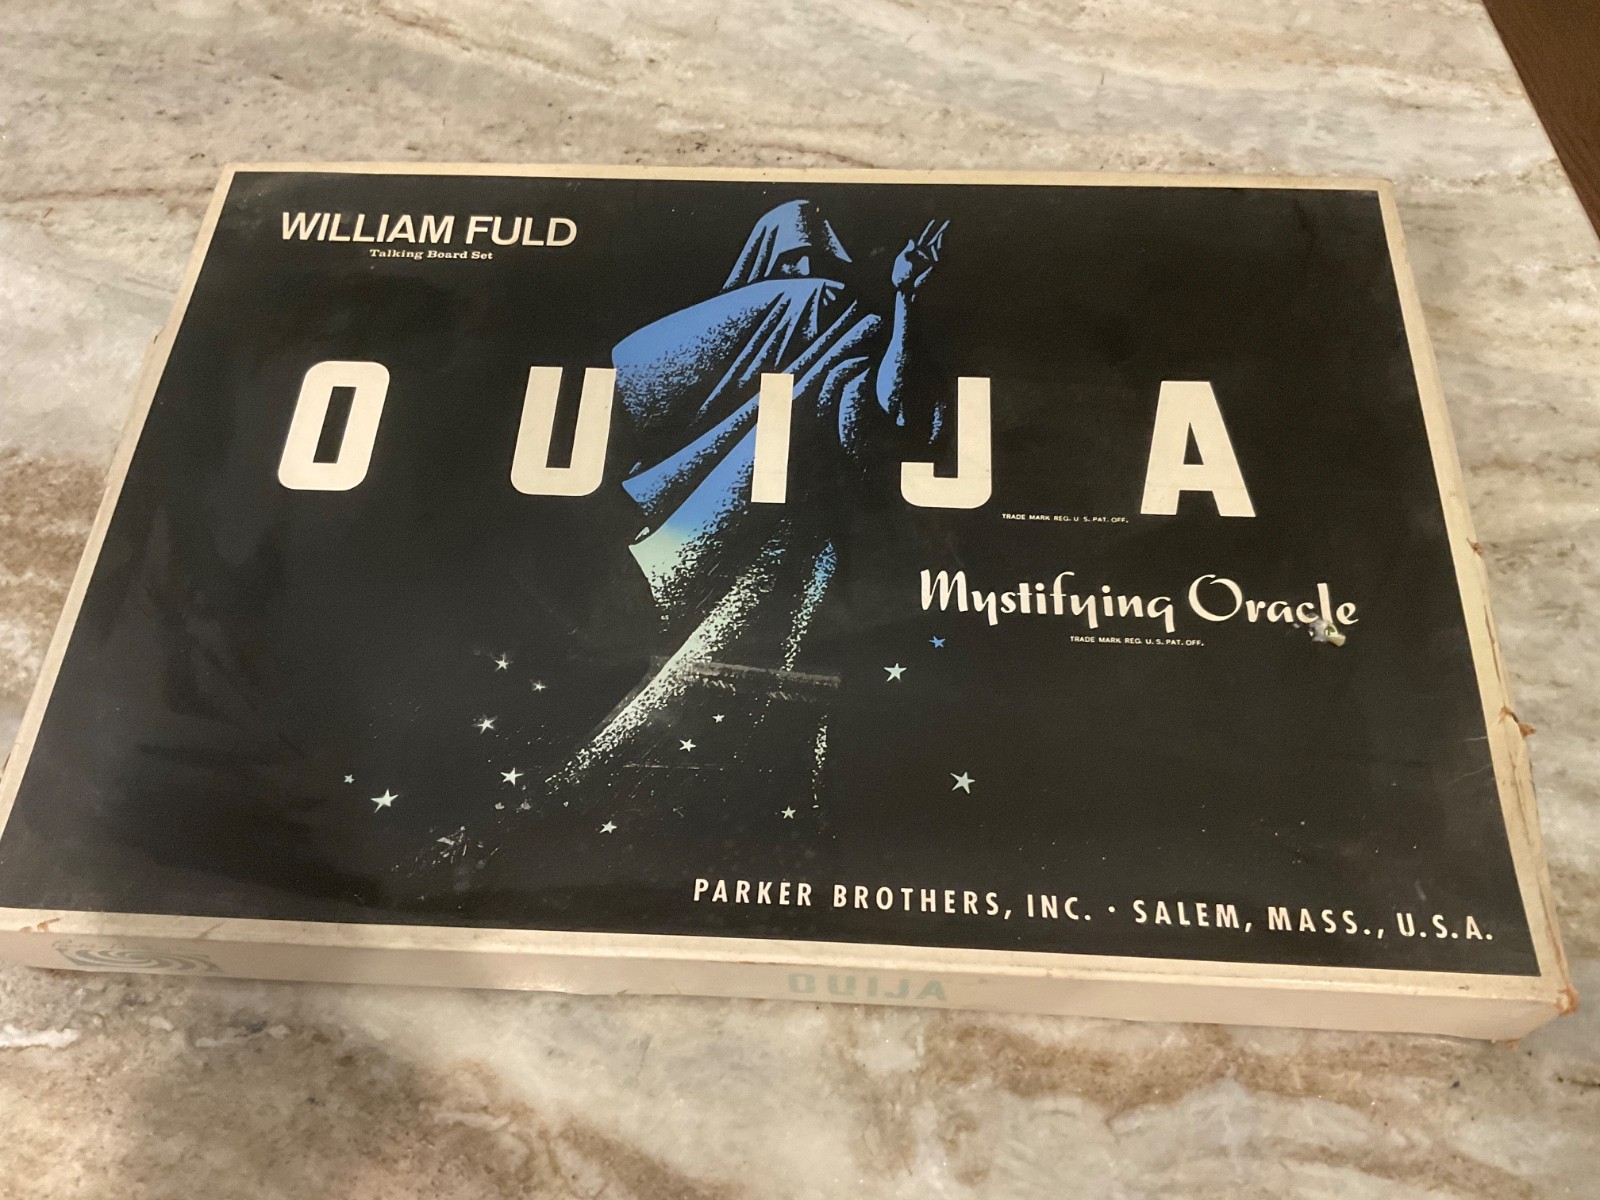 WILLIAM FULD
Talking Board Set
OUIJA
TRADE MARK REG. U. S. PAT. OFF.
Mystifying Oracle
TRADE MARK REG. U. S. PAT. OFF.
PARKER BROTHERS, INC. · SALEM, MASS., U.S.A.
OUIJA